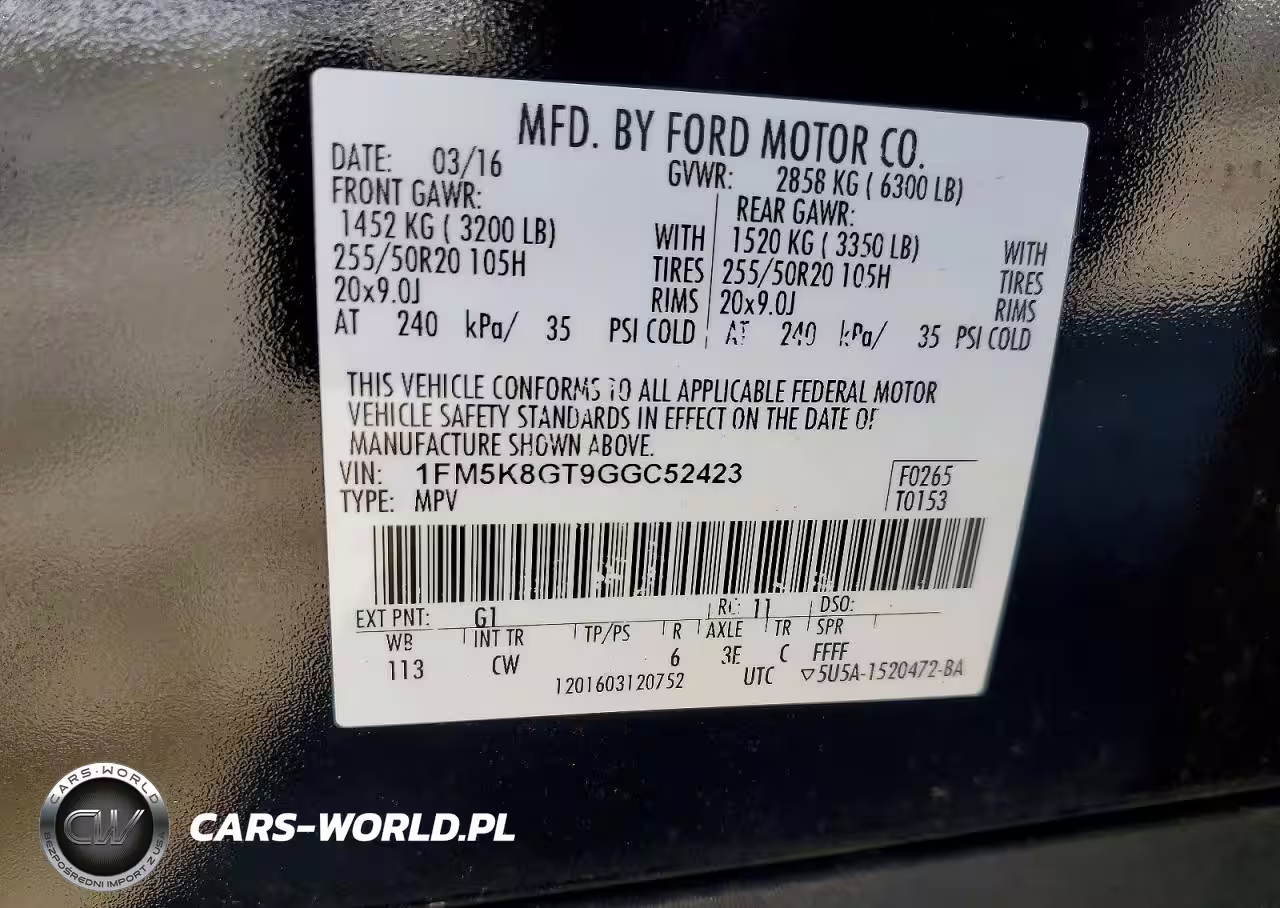 MFD. BY FORD MOTOR CO.
DATE: 03/16 GVWR: 2858 KG ( 6300 LB)
FRONT GAWR: REAR GAWR:
1452 KG ( 3200 LB) WITH 1520 KG ( 3350 LB) WITH
255/50R20 105H TIRES 255/50R20 105H TIRES
20x9.0J RIMS 20x9.0J RIMS
AT 240 kPa/ 35 PSI COLD AT 240 kPa/ 35 PSI COLD
THIS VEHICLE CONFORMS TO ALL APPLICABLE FEDERAL MOTOR
VEHICLE SAFETY STANDARDS IN EFFECT ON THE DATE OF
MANUFACTURE SHOWN ABOVE.
VIN: 1FM5K8GT9GGC52423 F0265
TYPE: MPV T0153
EXT PNT: G1 RC: 11 DSO:
WB INT TR TP/PS R AXLE TR SPR
113 CW 6 3E C FFFF
1201603120752 UTC ▽5U5A-1520472-BA
CARS-WORLD
CW
BEZPOŚREDNI IMPORT Z USA
CARS-WORLD.PL